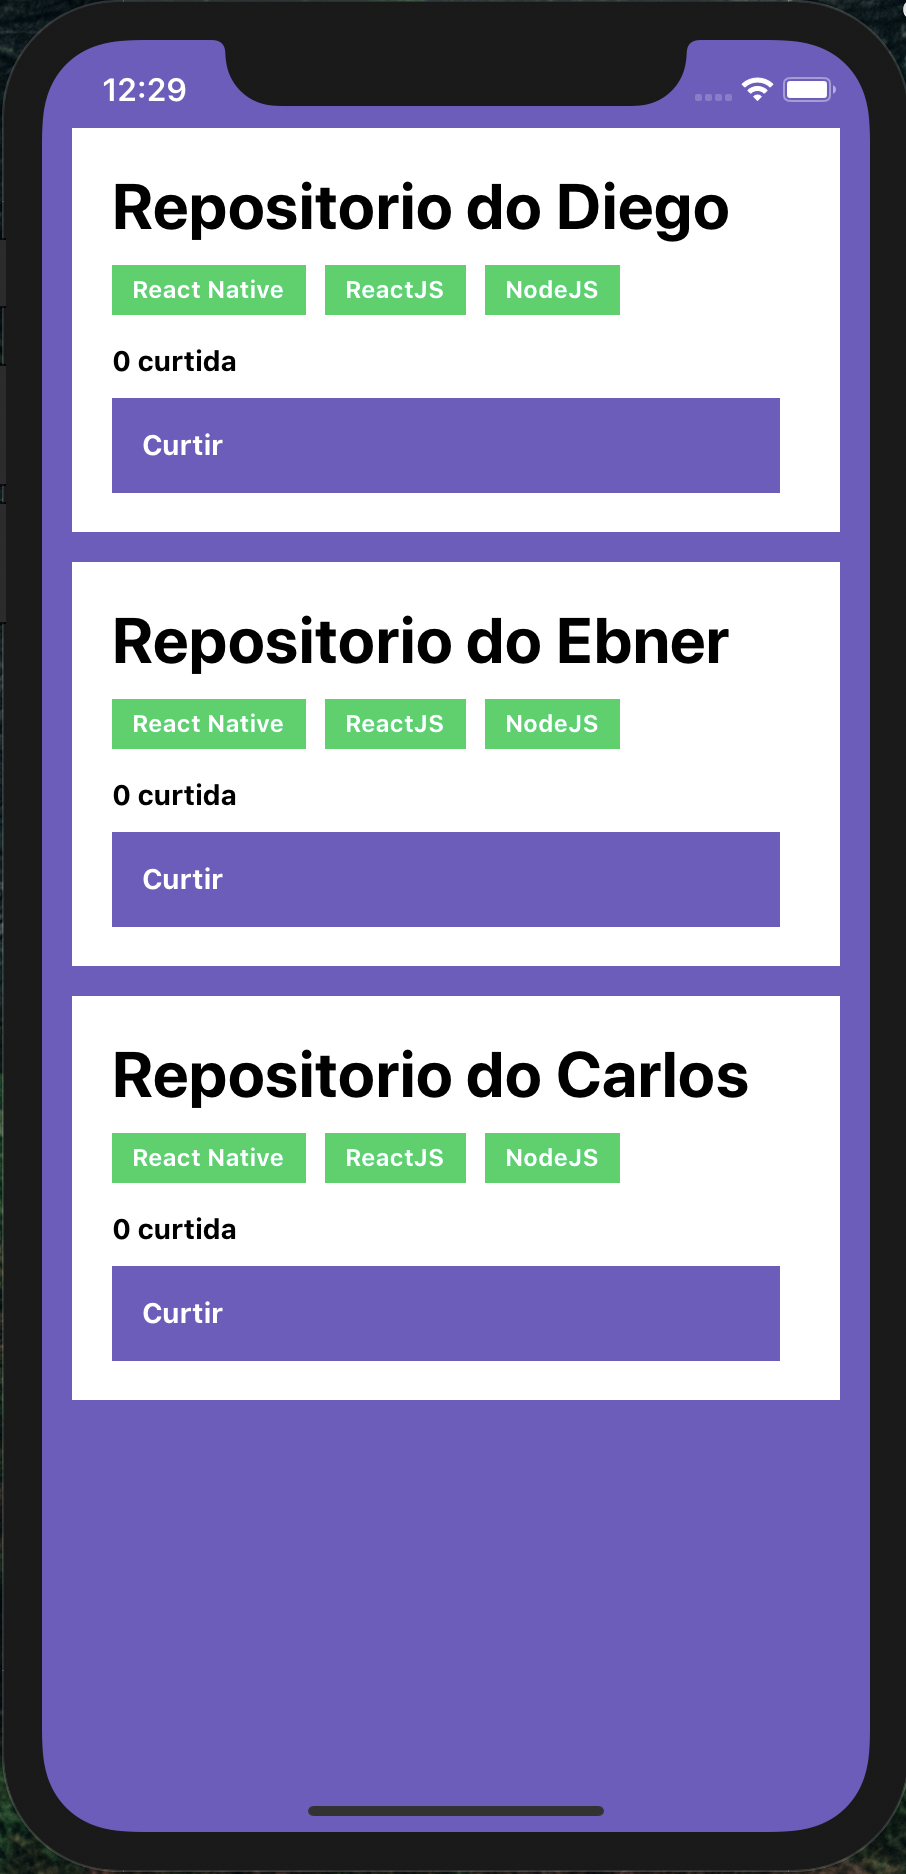 12:29
Repositorio do Diego
React Native ReactJS NodeJS
0 curtida
Curtir
Repositorio do Ebner
React Native ReactJS NodeJS
0 curtida
Curtir
Repositorio do Carlos
React Native ReactJS NodeJS
0 curtida
Curtir